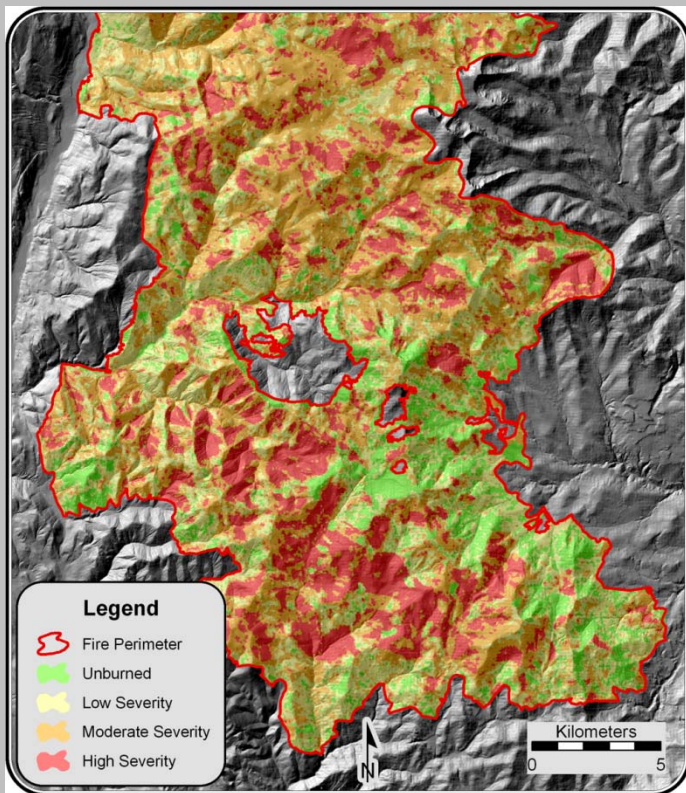 Legend
Fire Perimeter
Unburned
Low Severity
Moderate Severity
High Severity
N
Kilometers
0 5